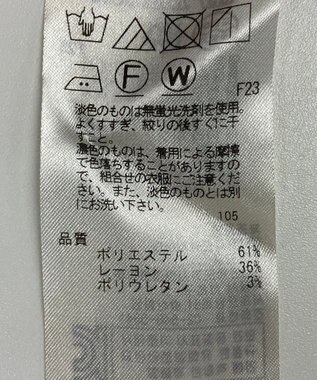 F W F23
淡色のものは無蛍光洗剤を使用。
よくすすぎ、絞りの後すぐに干
すこと。
濃色のものは、着用による摩擦
で色落ちすることがありますの
で、組合せの衣服にご注意くださ
い。また、淡色のものとは別
にお洗い下さい。
105
品質
ポリエステル 61%
レーヨン 36%
ポリウレタン 3%